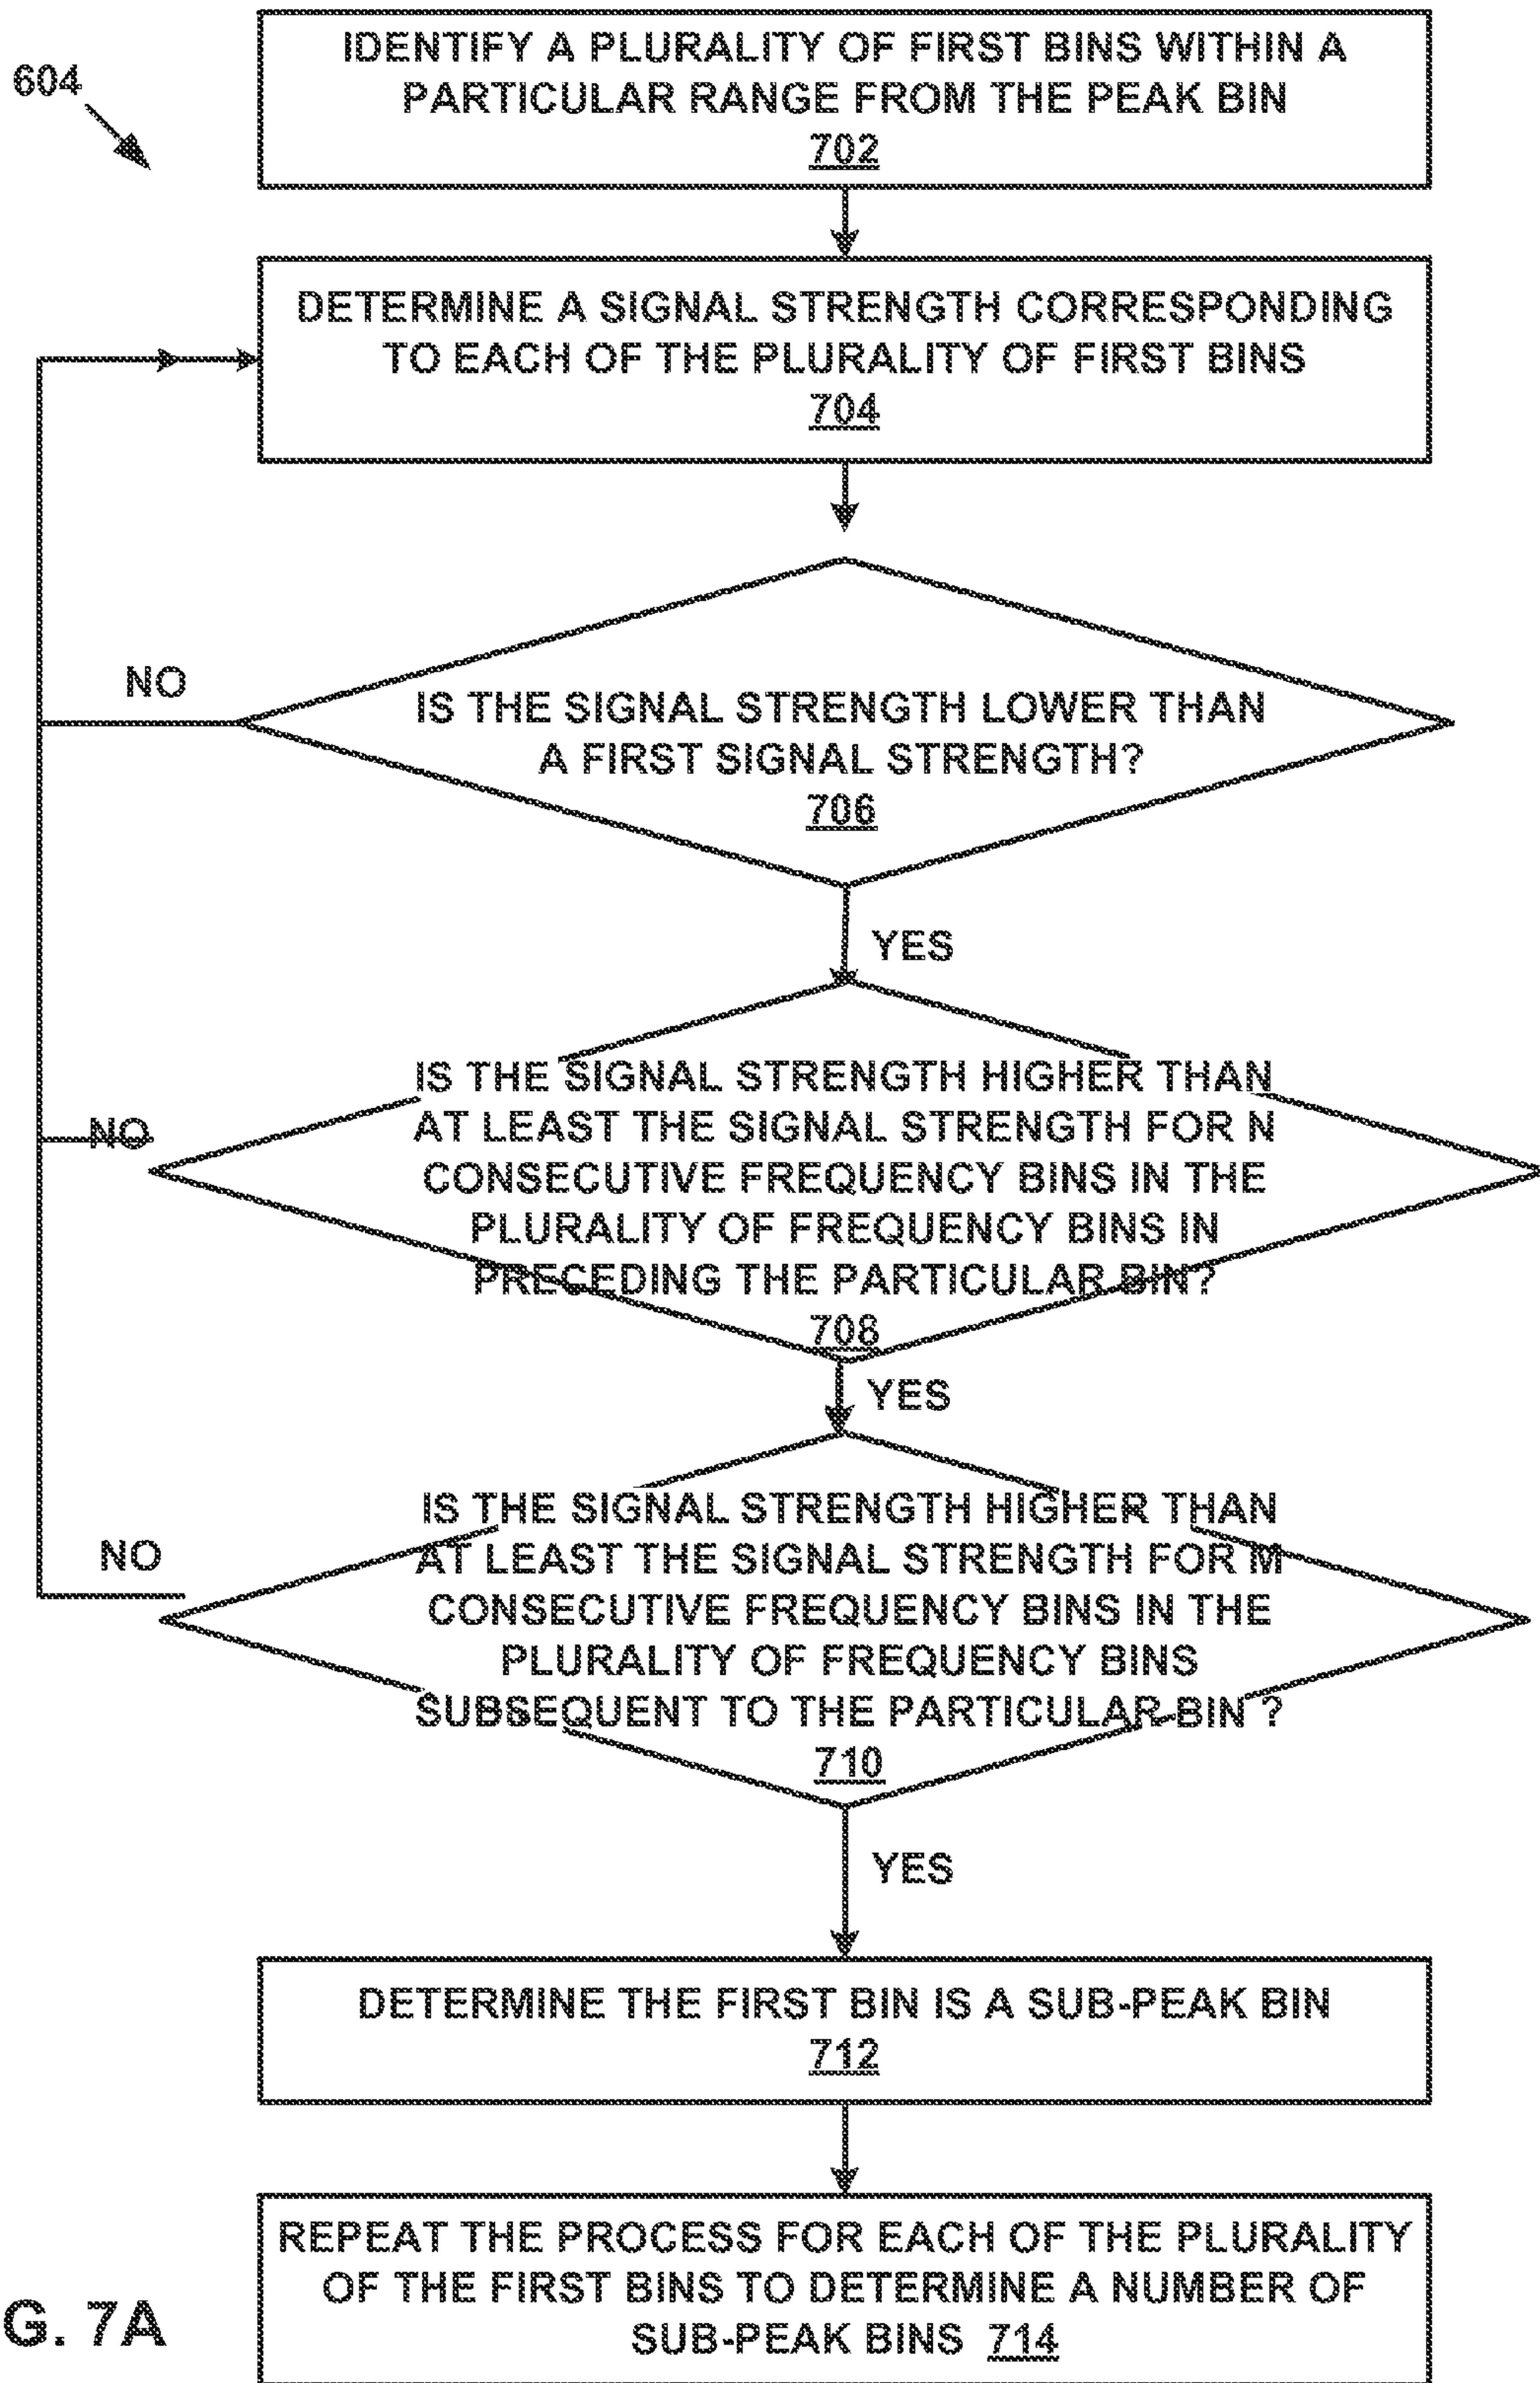 604
IDENTIFY A PLURALITY OF FIRST BINS WITHIN A
PARTICULAR RANGE FROM THE PEAK BIN
702
DETERMINE A SIGNAL STRENGTH CORRESPONDING
TO EACH OF THE PLURALITY OF FIRST BINS
704
NO
IS THE SIGNAL STRENGTH LOWER THAN
A FIRST SIGNAL STRENGTH?
706
YES
IS THE SIGNAL STRENGTH HIGHER THAN
AT LEAST THE SIGNAL STRENGTH FOR N
NO
CONSECUTIVE FREQUENCY BINS IN THE
PLURALITY OF FREQUENCY BINS IN
PRECEDING THE PARTICULAR BIN?
708
YES
IS THE SIGNAL STRENGTH HIGHER THAN
NO
AT LEAST THE SIGNAL STRENGTH FOR M
CONSECUTIVE FREQUENCY BINS IN THE
PLURALITY OF FREQUENCY BINS
SUBSEQUENT TO THE PARTICULAR BIN ?
710
YES
DETERMINE THE FIRST BIN IS A SUB-PEAK BIN
712
REPEAT THE PROCESS FOR EACH OF THE PLURALITY
OF THE FIRST BINS TO DETERMINE A NUMBER OF
SUB-PEAK BINS 714
G. 7A